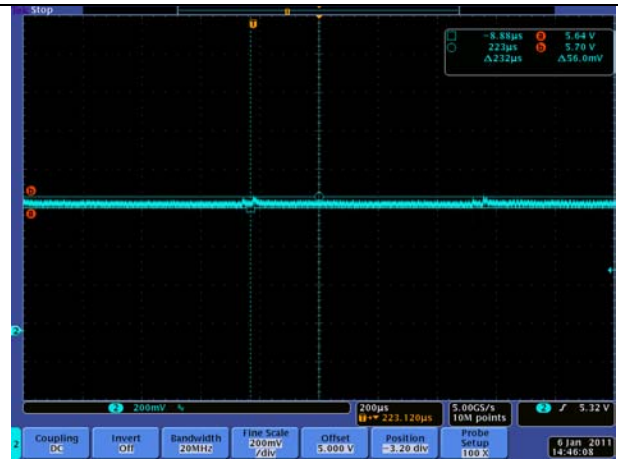 Stop
T
-8.88µs a 5.64 V
223µs b 5.70 V
Δ232µs Δ56.0mV
b
a
2
2 200mV
200µs
T→▼ 223.120µs
5.00GS/s
10M points
2 ʃ 5.32 V
2
Coupling
DC
Invert
Off
Bandwidth
20MHz
Fine Scale
200mV
/div
Offset
5.000 V
Position
-3.20 div
Probe
Setup
100 X
6 Jan 2011
14:46:08